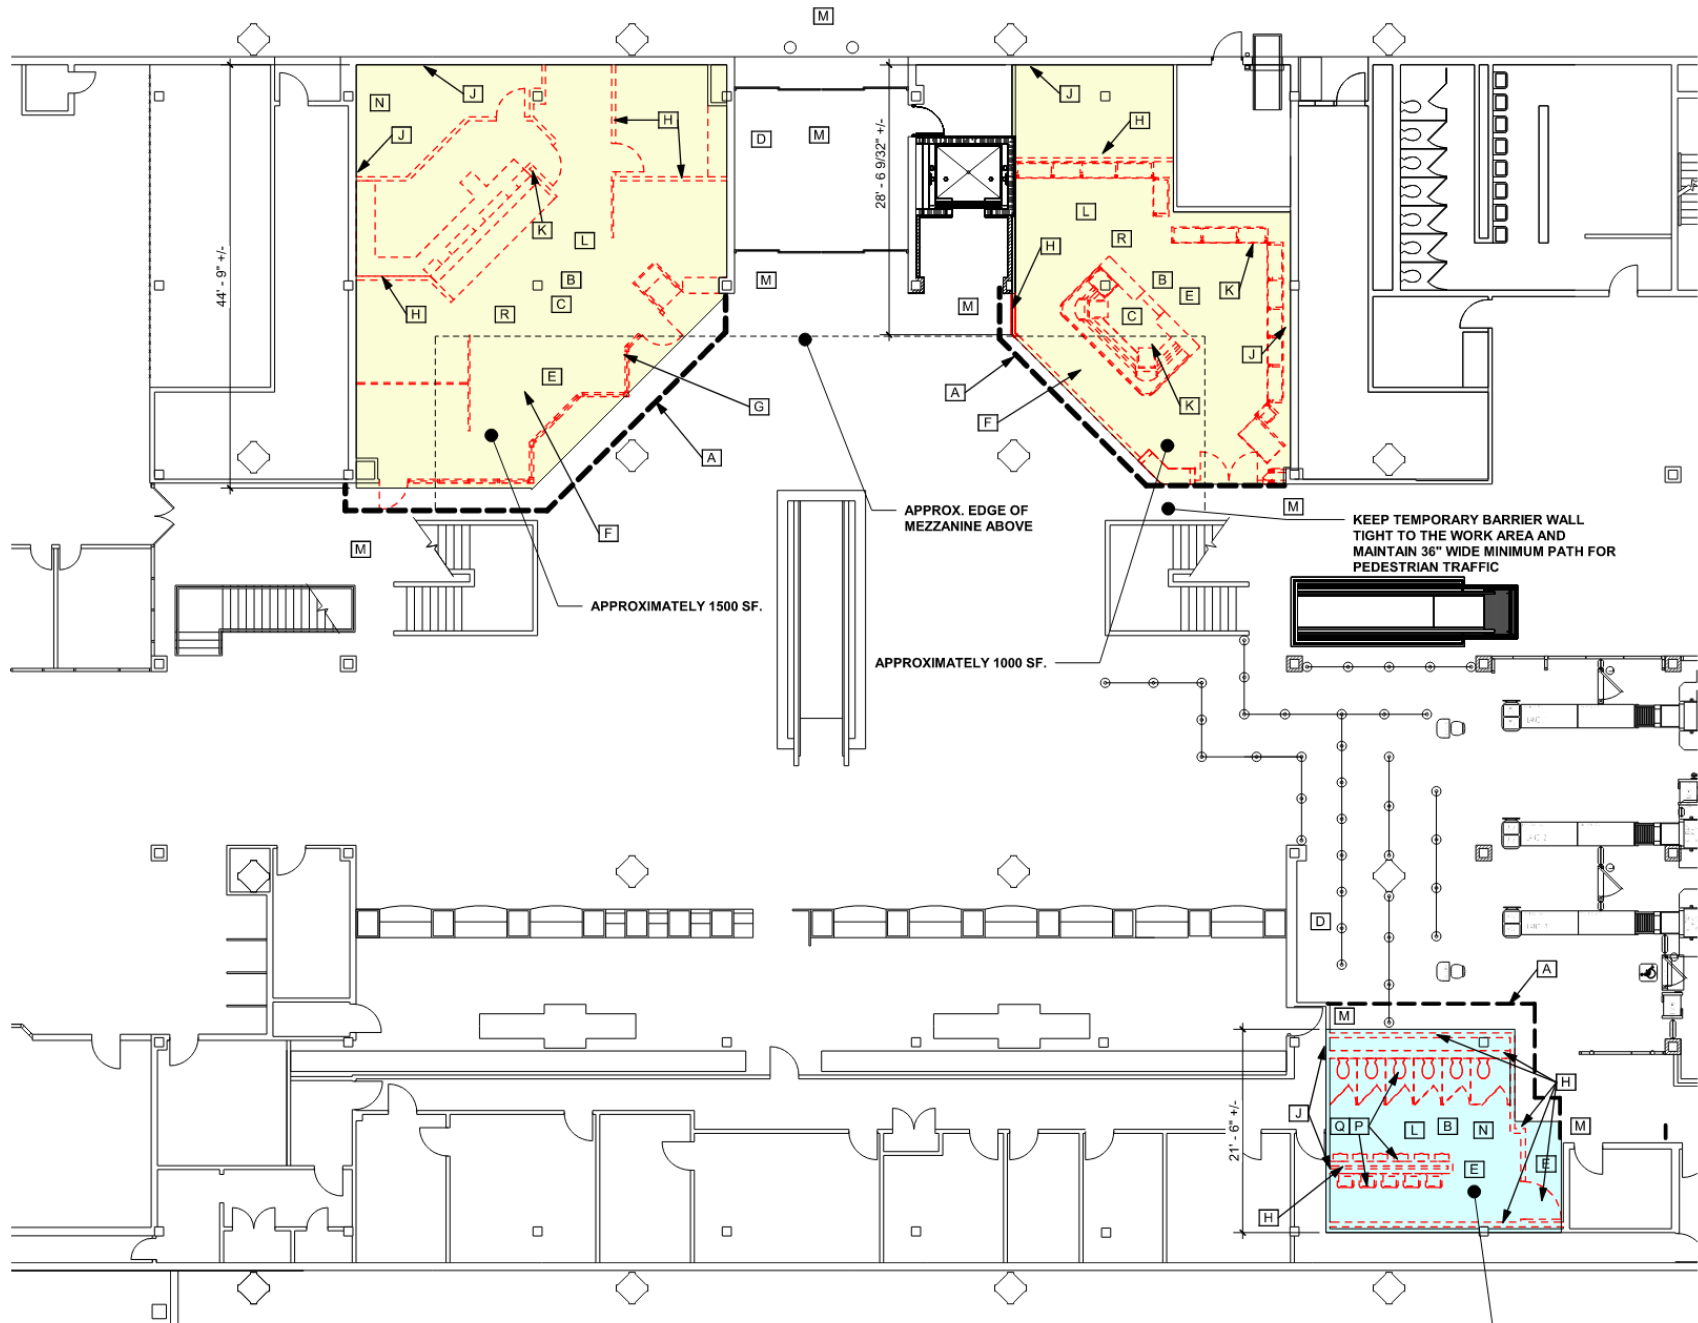 M
N
J
J
H
D
M
J
H
K
L
B
C
H
R
E
G
A
F
M
M
44' - 9" +/-
28' - 6 9/32" +/-
L
R
H
B
E
K
C
J
K
A
F
M
M
APPROX. EDGE OF
MEZZANINE ABOVE
KEEP TEMPORARY BARRIER WALL
TIGHT TO THE WORK AREA AND
MAINTAIN 36" WIDE MINIMUM PATH FOR
PEDESTRIAN TRAFFIC
APPROXIMATELY 1500 SF.
APPROXIMATELY 1000 SF.
D
A
M
H
J
Q P
L
B
N
M
E
E
H
21' - 6" +/-